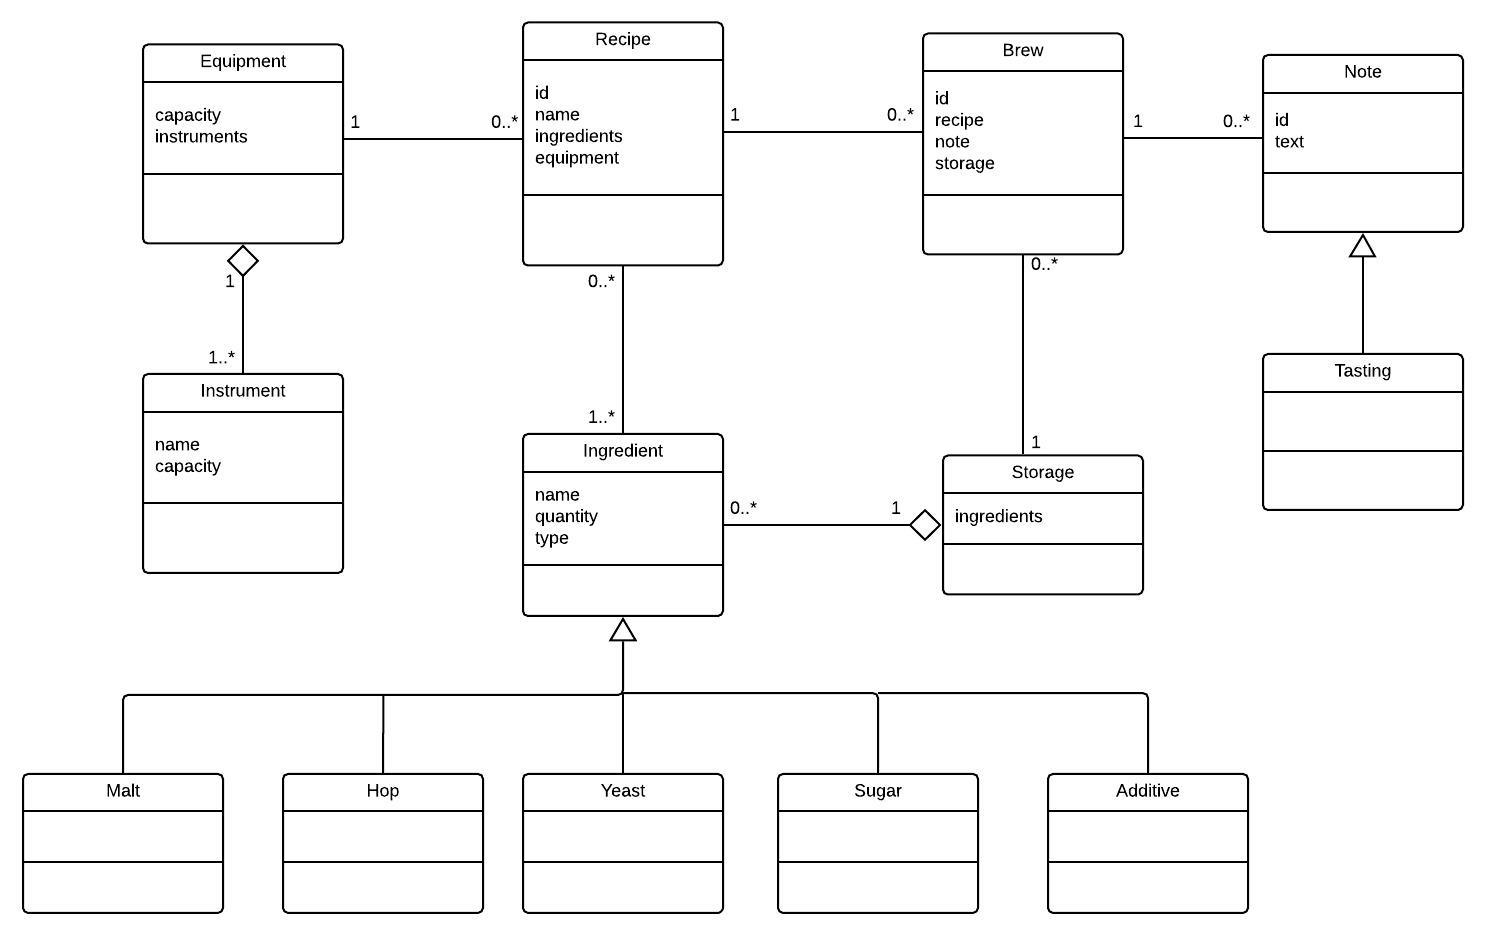 Equipment
capacity
instruments
1
0..*
Recipe
id
name
ingredients
equipment
1
0..*
Brew
id
recipe
note
storage
1
0..*
Note
id
text
1
1..*
Instrument
name
capacity
0..*
1..*
Ingredient
name
quantity
type
0..*
1
0..*
1
Storage
ingredients
Tasting
Malt
Hop
Yeast
Sugar
Additive